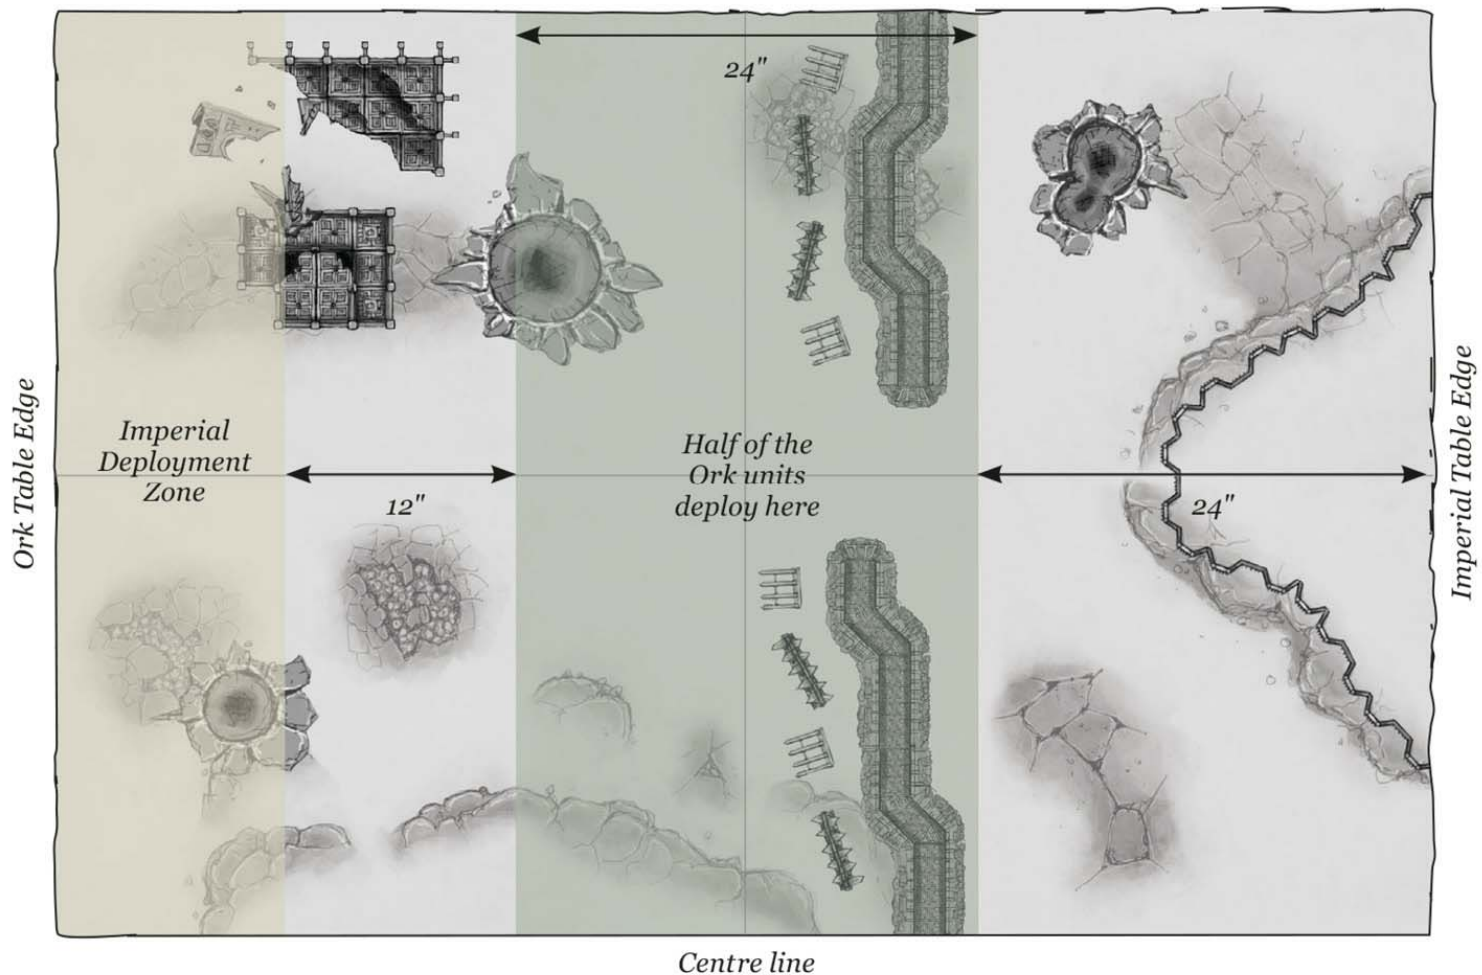 24"
Imperial
Deployment
Zone
Half of the
Ork units
deploy here
12"
24"
Ork Table Edge
Imperial Table Edge
Centre line